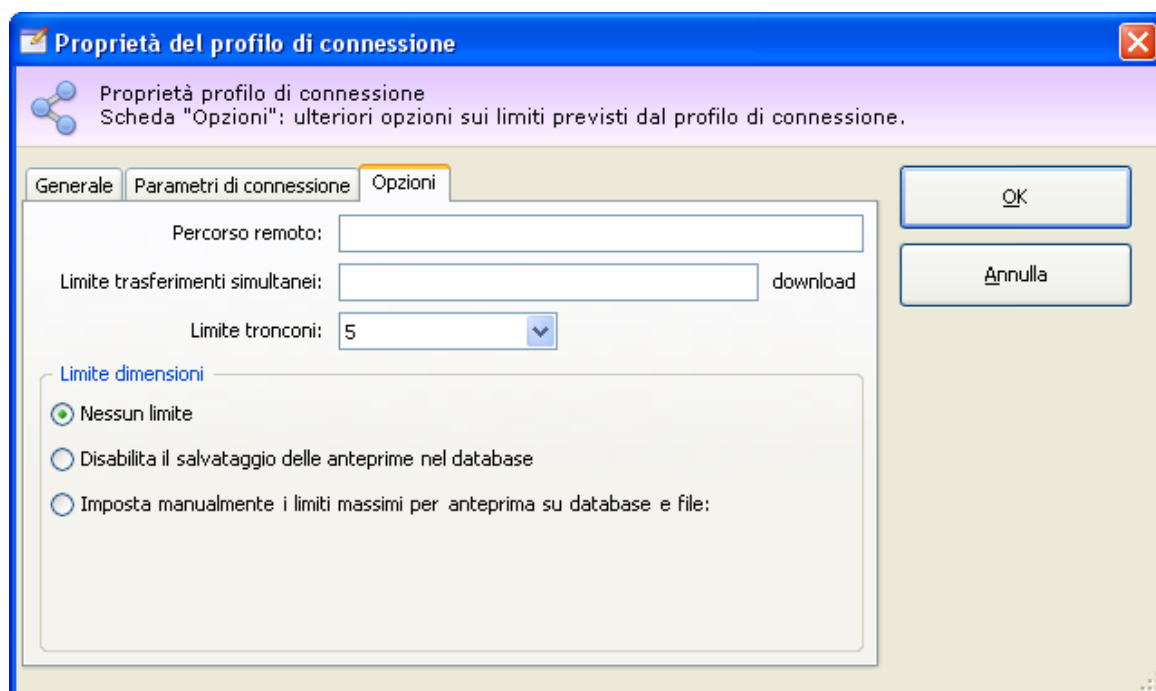 Proprietà del profilo di connessione
Proprietà profilo di connessione
Scheda "Opzioni": ulteriori opzioni sui limiti previsti dal profilo di connessione.
Generale Parametri di connessione Opzioni
OK
Percorso remoto:
Limite trasferimenti simultanei: download
Annulla
Limite tronconi: 5
Limite dimensioni
Nessun limite
Disabilita il salvataggio delle anteprime nel database
Imposta manualmente i limiti massimi per anteprima su database e file: